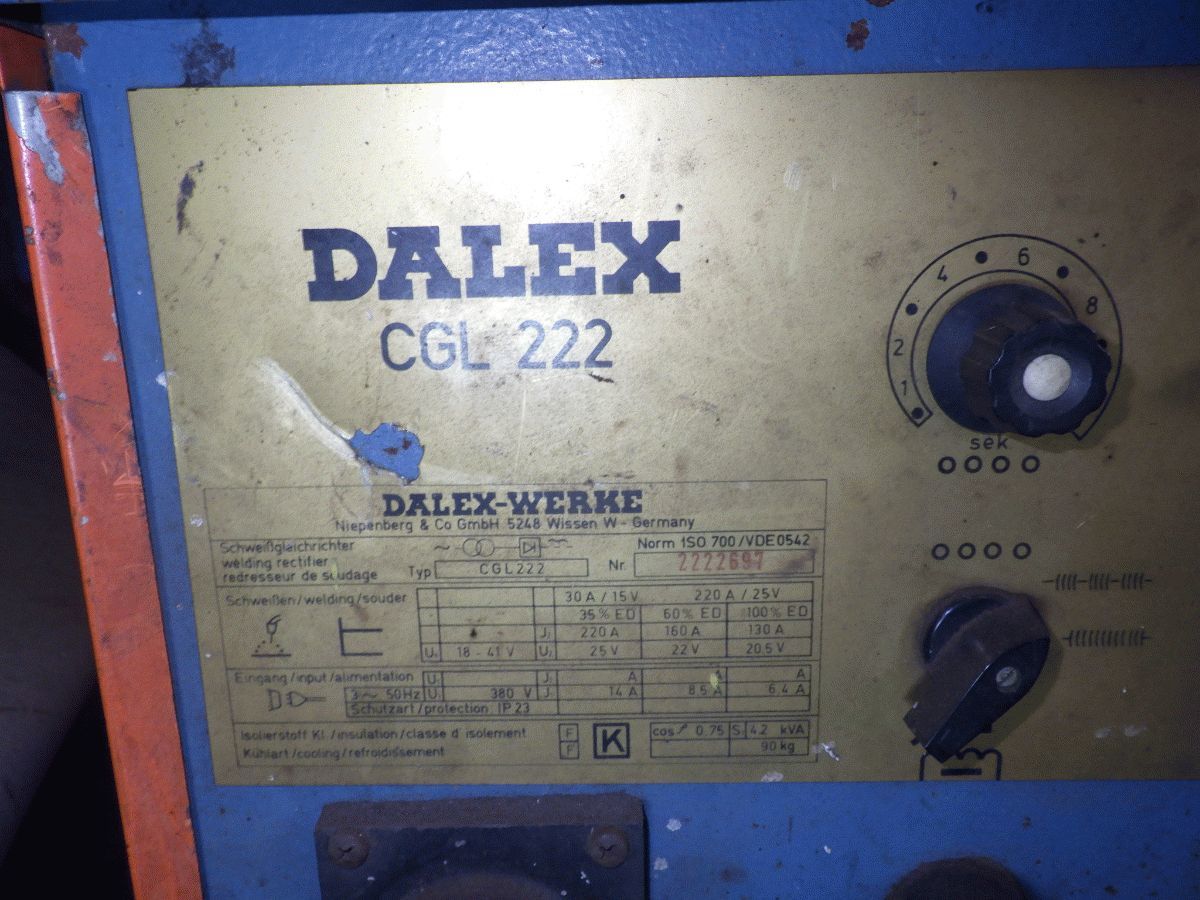 DALEX
CGL 222
1 2 4 6 8
sek
DALEX-WERKE
Niepenberg & Co GmbH 5248 Wissen W - Germany
Schweißgleichrichter
welding rectifier
redresseur de soudage
Norm ISO 700/VDE0542
Typ CGL222 Nr. 2222697
Schweißen/welding/souder
30 A / 15 V 220 A / 25 V
35% ED 60% ED 100% ED
220 A 160 A 130 A
18 - 41 V 25 V 22 V 20.5 V
Eingang/input/alimentation
A A A
3~ 50Hz 380 V 14 A 8.5 A 6.4 A
Schutzart/protection IP 23
Isolierstoff Kl./insulation/classe d isolement F
Kühlart/cooling/refroidissement F
K
cos 0.75 S 4.2 kVA
90 kg